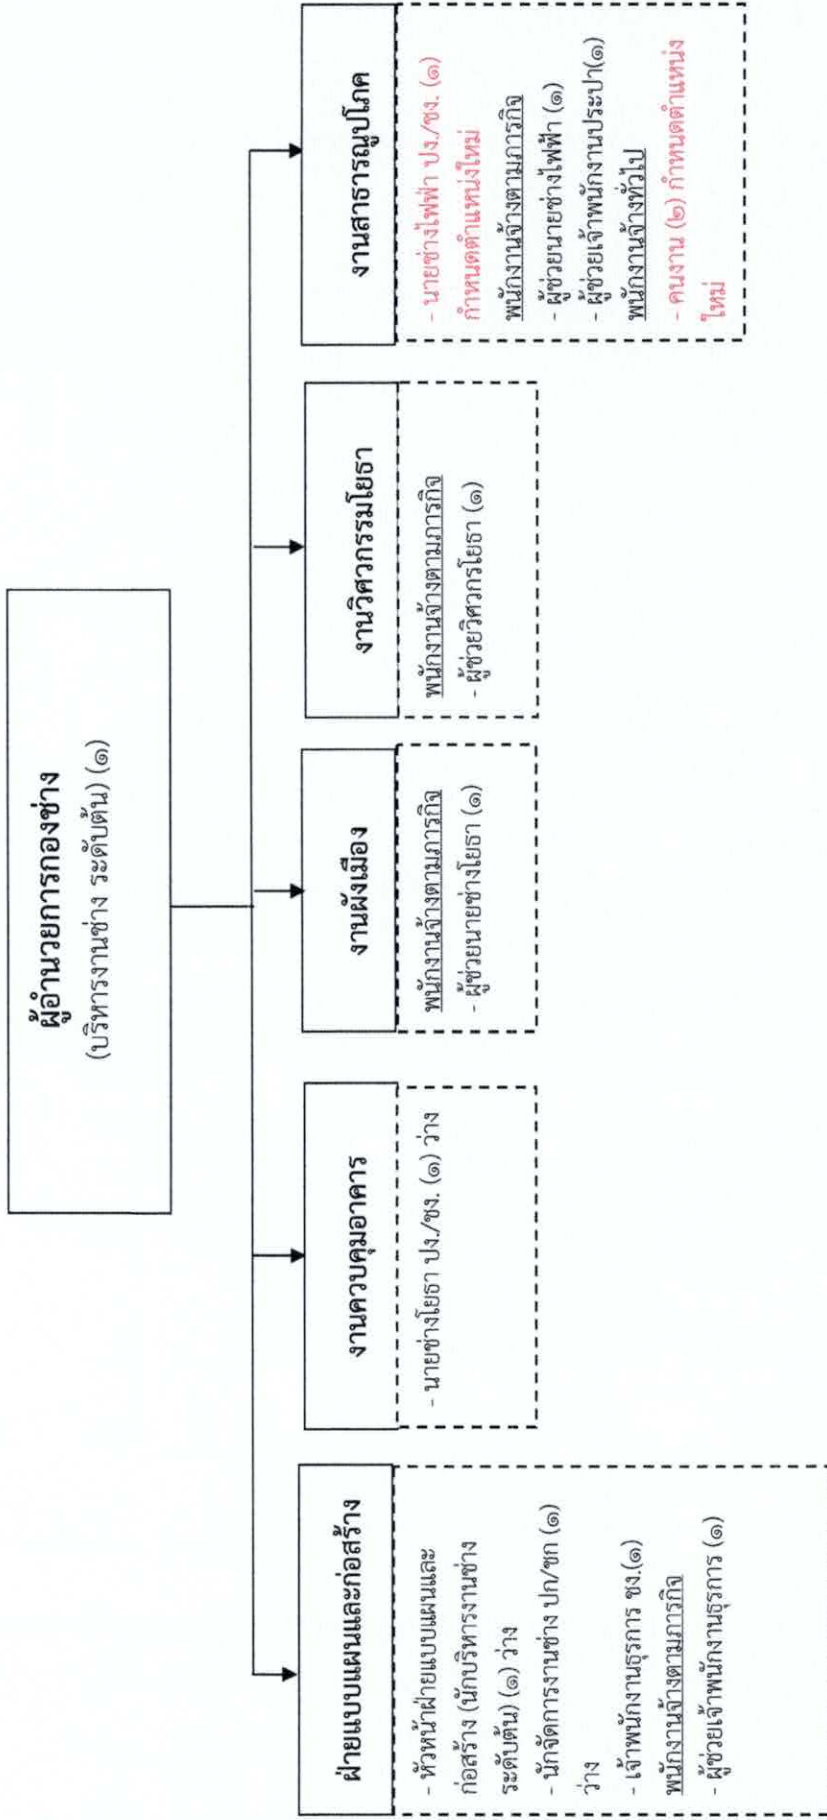 ผู้อำนวยการกองช่าง
(บริหารงานช่าง ระดับต้น) (๑)
ฝ่ายแบบแผนและก่อสร้าง
- หัวหน้าฝ่ายแบบแผนและ
ก่อสร้าง (นักบริหารงานช่าง
ระดับต้น) (๑) ว่าง
- นักจัดการงานช่าง ปก/ชก (๑)
ว่าง
- เจ้าพนักงานธุรการ ชง.(๑)
พนักงานจ้างตามภารกิจ
- ผู้ช่วยเจ้าพนักงานธุรการ (๑)
งานควบคุมอาคาร
- นายช่างโยธา ปง./ชง. (๑) ว่าง
งานผังเมือง
พนักงานจ้างตามภารกิจ
- ผู้ช่วยนายช่างโยธา (๑)
งานวิศวกรรมโยธา
พนักงานจ้างตามภารกิจ
- ผู้ช่วยวิศวกรโยธา (๑)
งานสาธารณูปโภค
- นายช่างไฟฟ้า ปง./ชง. (๑)
กำหนดตำแหน่งใหม่
พนักงานจ้างตามภารกิจ
- ผู้ช่วยนายช่างไฟฟ้า (๑)
- ผู้ช่วยเจ้าพนักงานประปา(๑)
พนักงานจ้างทั่วไป
- คนงาน (๒) กำหนดตำแหน่ง
ใหม่